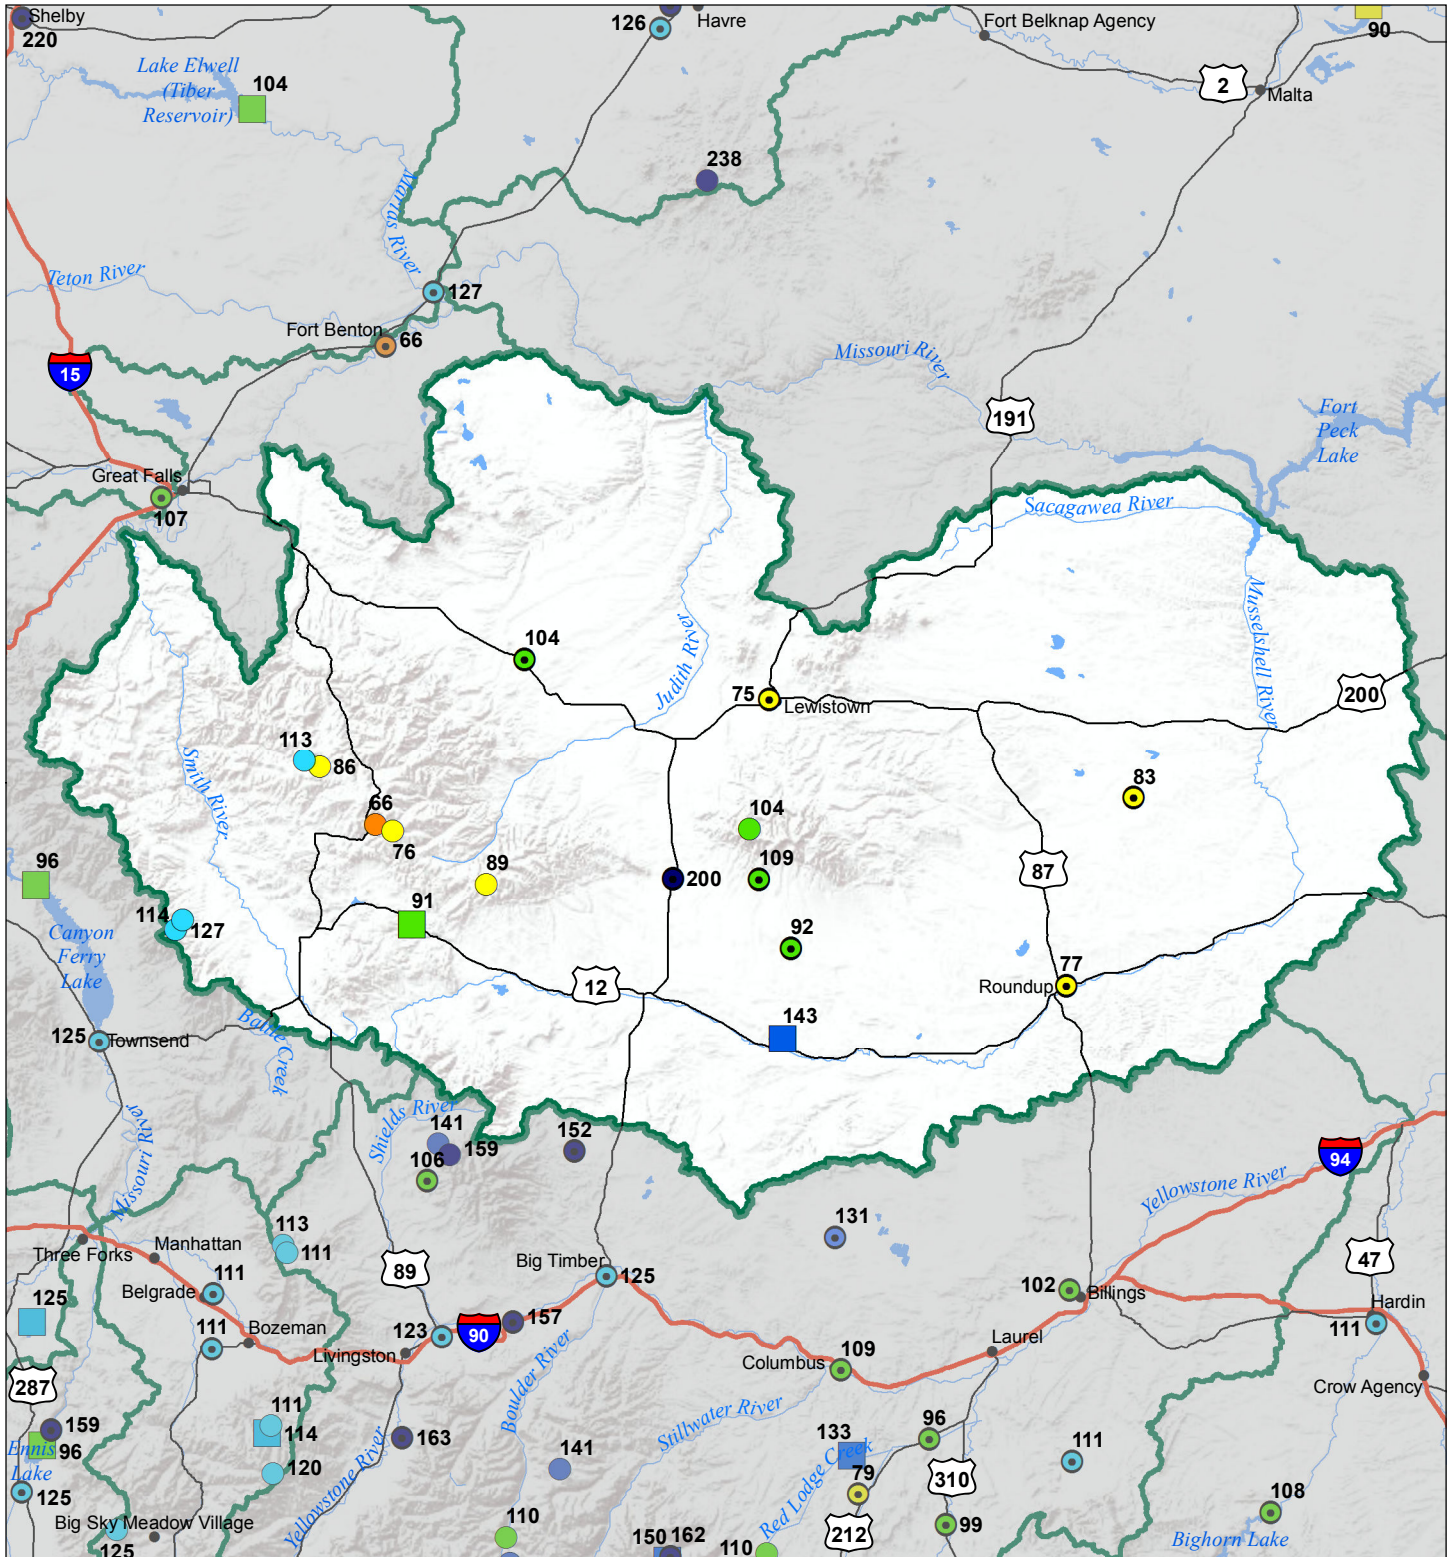 Shelby
220
126
Havre
Fort Belknap Agency
90
Lake Elwell
(Tiber
Reservoir)
104
2
Malta
238
Marias River
Teton River
127
Fort Benton
66
15
Missouri River
191
Fort
Peck
Lake
Great Falls
107
Sacagawea River
Musselshell River
Judith River
104
75
Lewistown
200
113
86
Smith River
83
66
76
104
96
89
109
200
87
91
114
127
Canyon
Ferry
Lake
92
12
77
Roundup
143
125
Townsend
Battle Creek
Missouri River
Shields River
141
159
152
106
94
Yellowstone River
131
113
111
Three Forks
Manhattan
89
Big Timber
125
47
111
Belgrade
102
Billings
Hardin
111
125
157
111
Bozeman
123
90
Livingston
Boulder River
Laurel
Columbus
109
287
Crow Agency
159
96
Ennis
Lake
111
114
163
Stillwater River
133
96
Red Lodge Creek
111
120
Yellowstone River
141
79
310
125
108
Big Sky
Meadow Village
125
110
150
162
110
212
99
Bighorn Lake